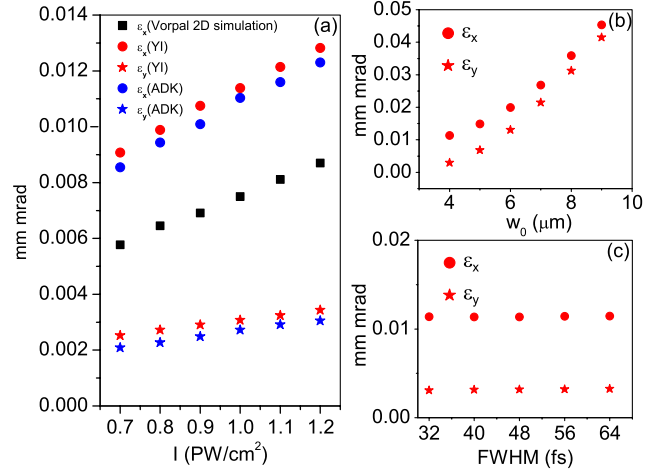 (a)
εx(Vorpal 2D simulation)
εx(YI)
εy(YI)
εx(ADK)
εy(ADK)
0.014
0.012
0.010
0.008
0.006
0.004
0.002
0.000
mm mrad
0.7 0.8 0.9 1.0 1.1 1.2
I (PW/cm²)
(b)
εx
εy
0.05
0.04
0.03
0.02
0.01
0.00
mm mrad
4 6 8 10
w₀ (μm)
(c)
εx
εy
0.02
0.01
0.00
mm mrad
32 40 48 56 64
FWHM (fs)